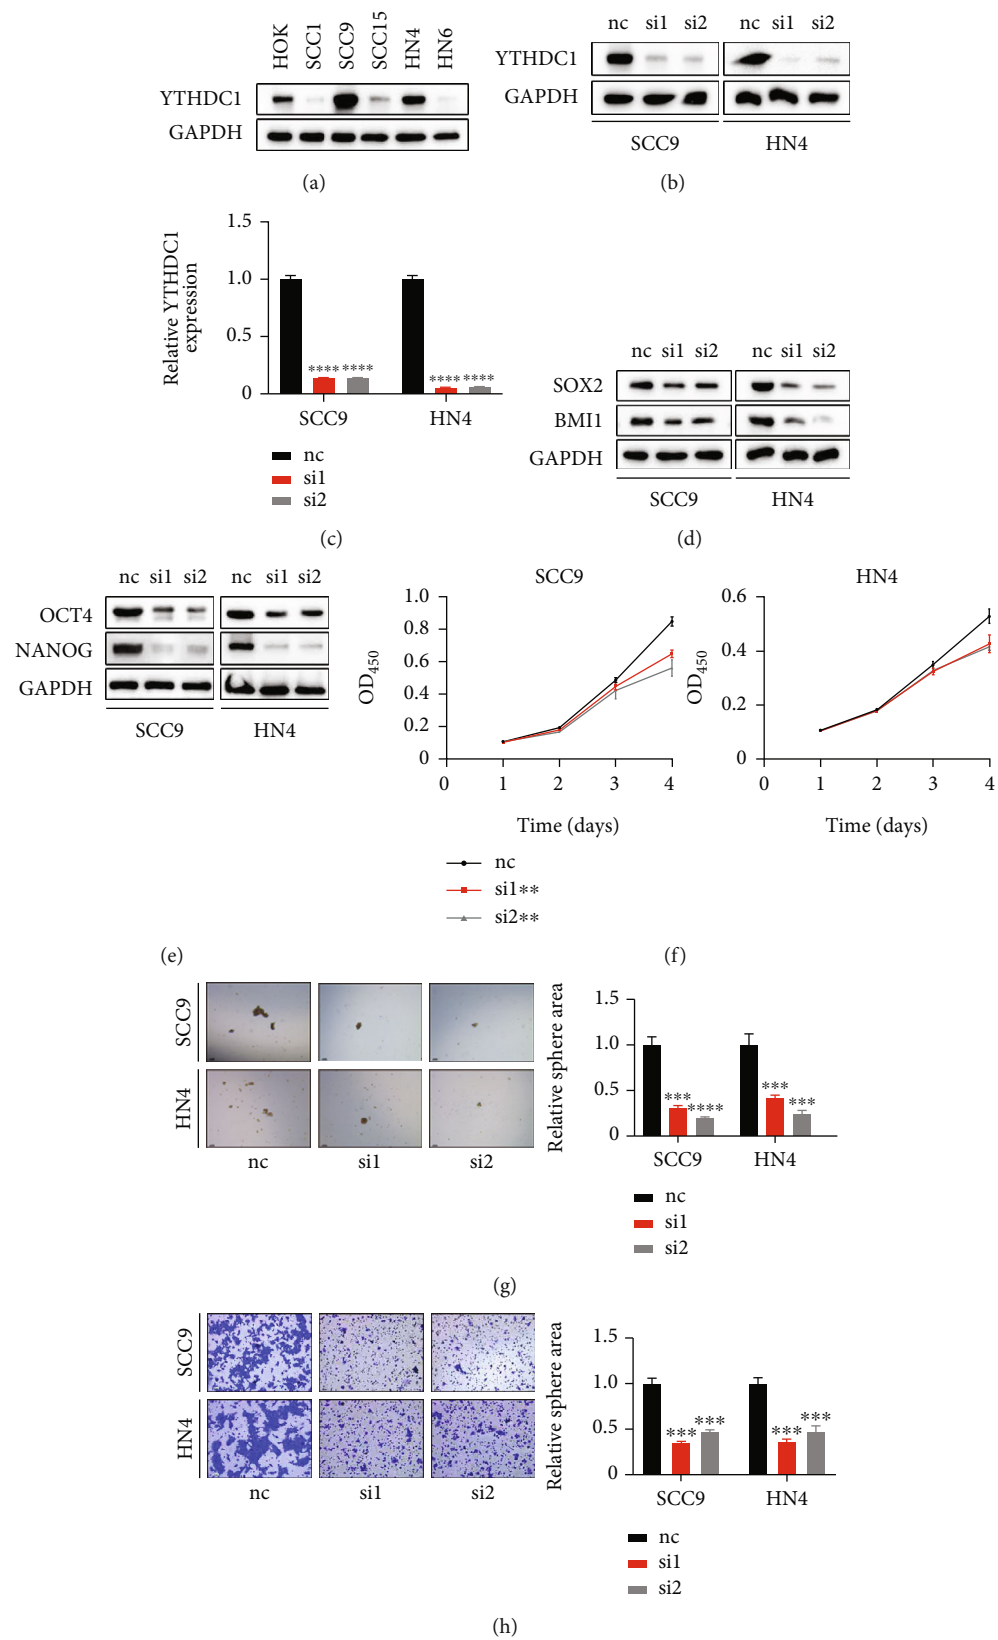 HOK SCC1 SCC9 SCC15 HN4 HN6
YTHDC1
GAPDH
(a)
nc si1 si2 nc si1 si2
YTHDC1
GAPDH
SCC9 HN4
(b)
Relative YTHDC1
expression
1.5
1.0
0.5
0
**** **** **** ****
SCC9 HN4
nc
si1
si2
(c)
nc si1 si2 nc si1 si2
SOX2
BMI1
GAPDH
SCC9 HN4
(d)
nc si1 si2 nc si1 si2
OCT4
NANOG
GAPDH
SCC9 HN4
(e)
SCC9
OD450
1.0
0.8
0.6
0.4
0.2
0
0 1 2 3 4
Time (days)
HN4
OD450
0.6
0.4
0.2
0
0 1 2 3 4
Time (days)
nc
si1**
si2**
(f)
SCC9
HN4
nc si1 si2
Relative sphere area
1.5
1.0
0.5
0
*** **** *** ***
SCC9 HN4
nc
si1
si2
(g)
SCC9
HN4
nc si1 si2
Relative sphere area
1.5
1.0
0.5
0
*** *** *** ***
SCC9 HN4
nc
si1
si2
(h)